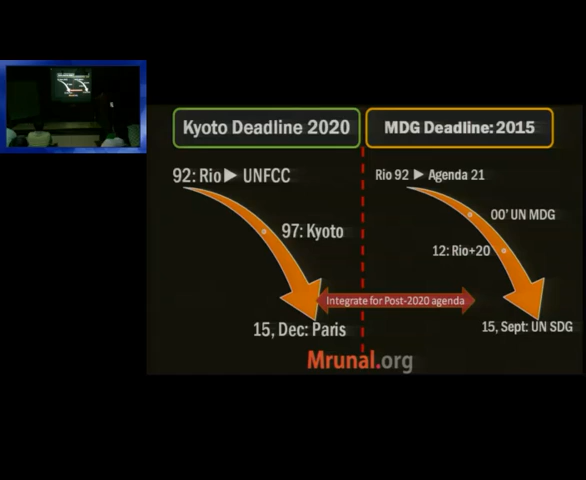 Kyoto Deadline 2020
MDG Deadline: 2015
92: Rio► UNFCC
Rio 92 ► Agenda 21
97: Kyoto
00' UN MDG
12: Rio+20
Integrate for Post-2020 agenda
15, Dec: Paris
15, Sept: UN SDG
Mrunal.org